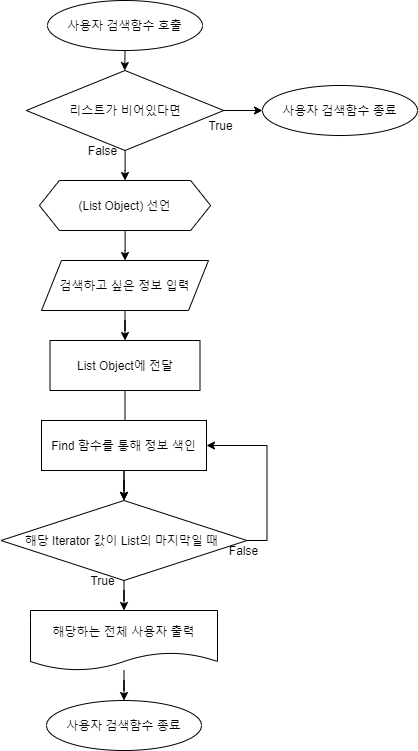 사용자 검색함수 호출
리스트가 비어있다면
사용자 검색함수 종료
True
False
(List Object) 선언
검색하고 싶은 정보 입력
List Object에 전달
Find 함수를 통해 정보 색인
해당 Iterator 값이 List의 마지막일 때
False
True
해당하는 전체 사용자 출력
사용자 검색함수 종료